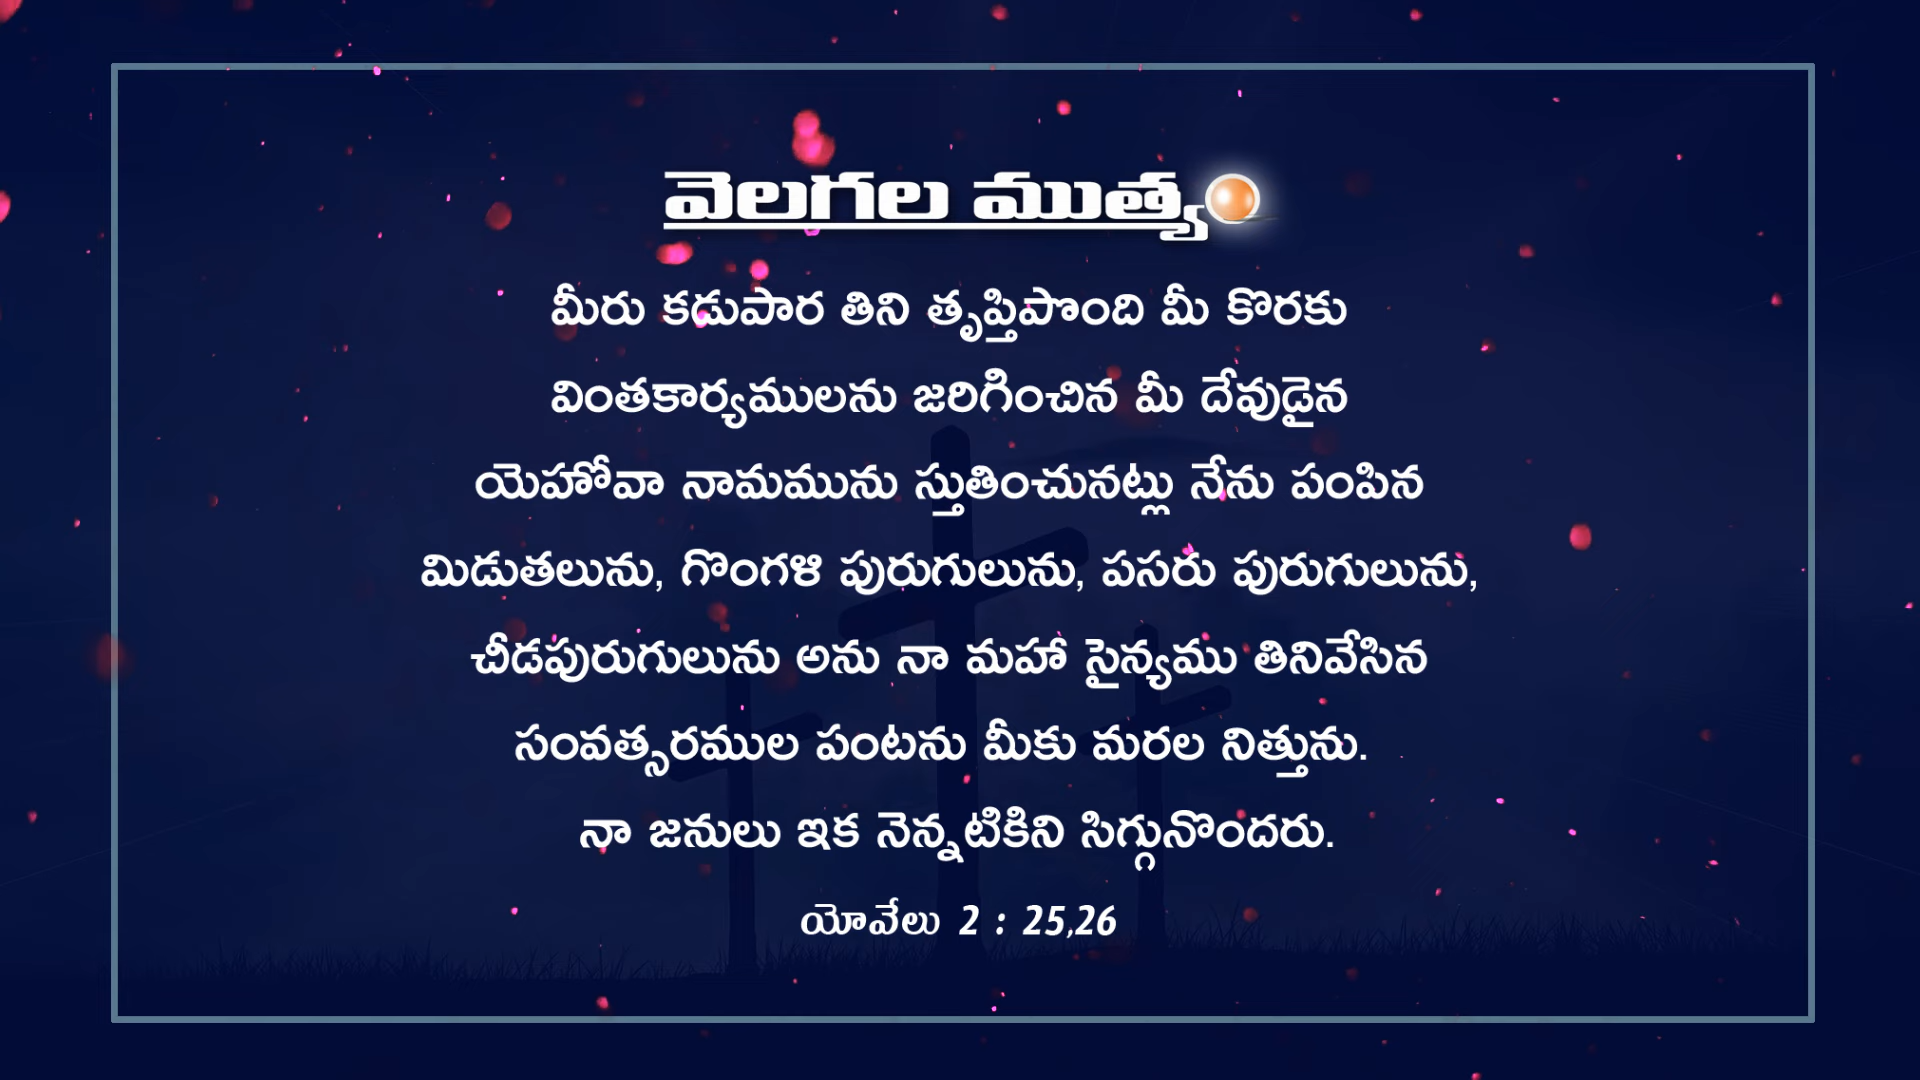 వెలగల ముత్యం
మీరు కడుపార తిని తృప్తిపొంది మీ కొరకు
వింతకార్యములను జరిగించిన మీ దేవుడైన
యెహోవా నామమును స్తుతించునట్లు నేను పంపిన
మిడుతలును, గొంగళి పురుగులును, పసరు పురుగులును,
చీడపురుగులును అను నా మహా సైన్యము తినివేసిన
సంవత్సరముల పంటను మీకు మరల నిత్తును.
నా జనులు ఇక నెన్నటికిని సిగ్గునొందరు.
యోవేలు 2 : 25,26